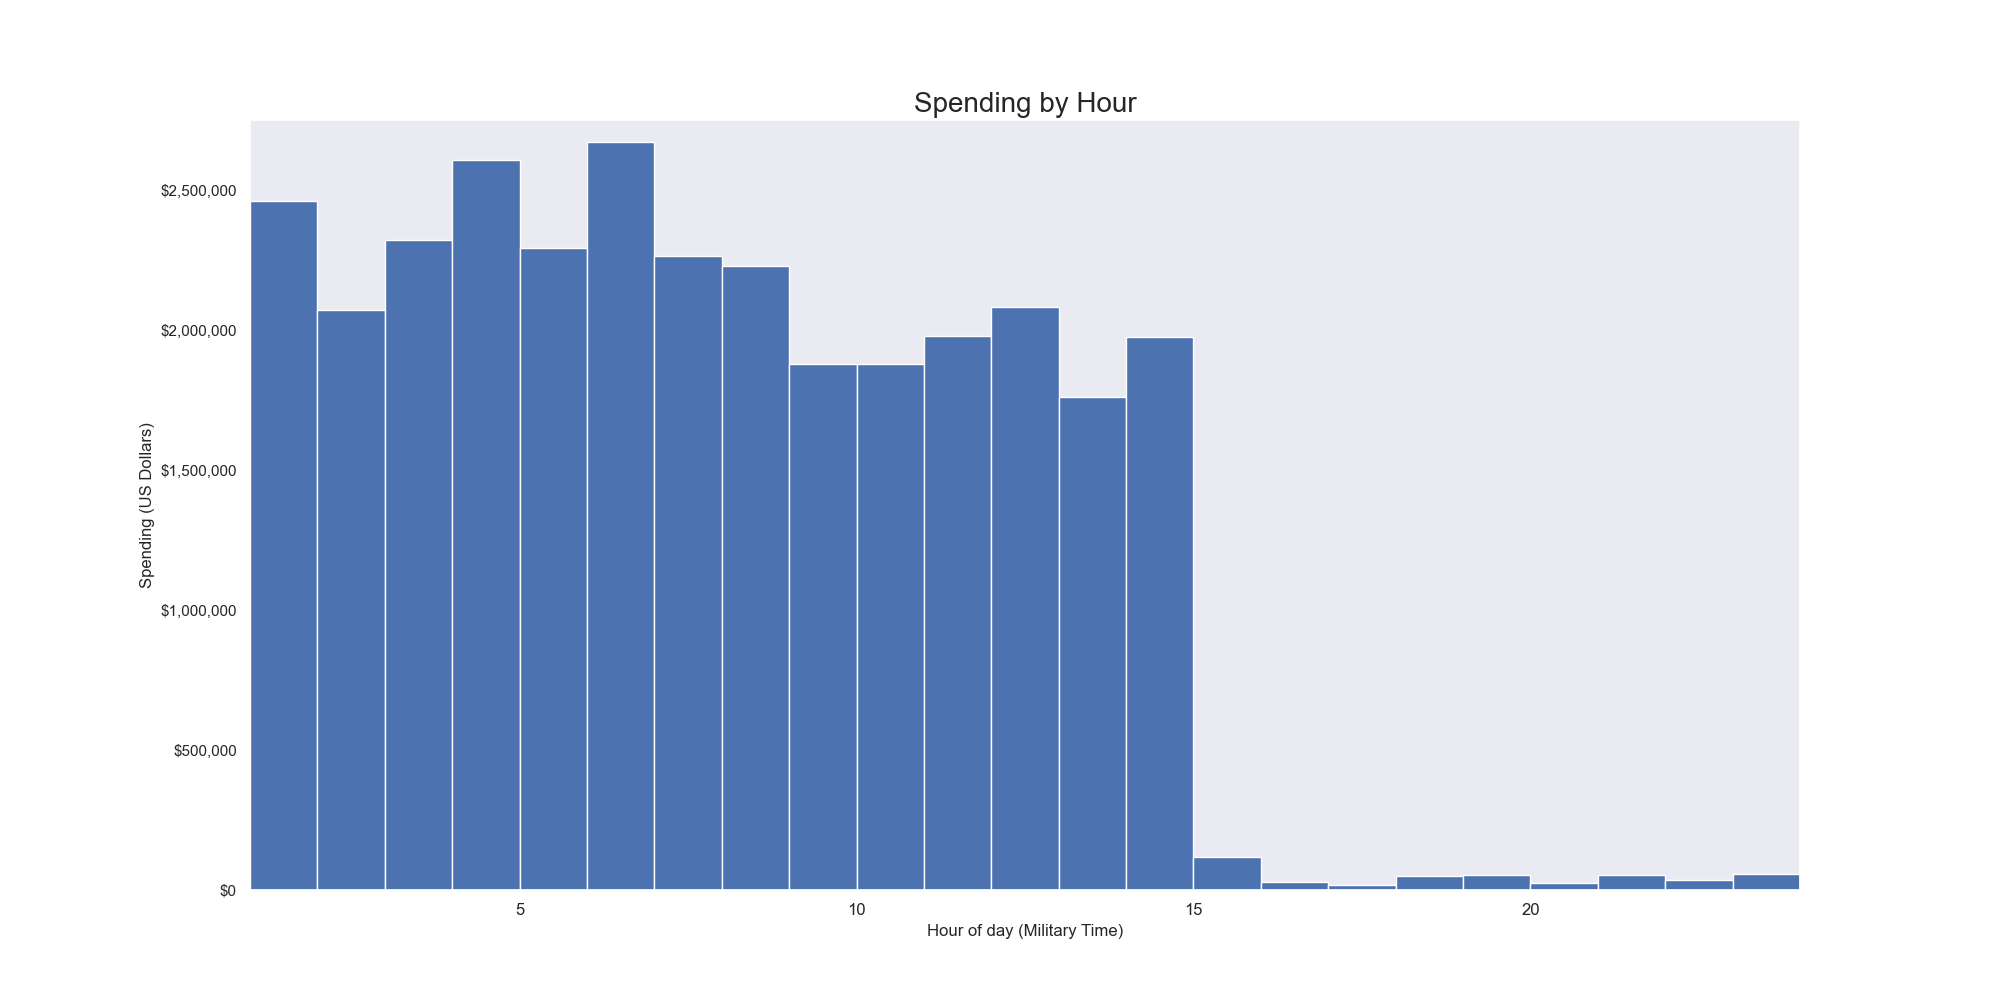 Spending by Hour
$2,500,000
$2,000,000
$1,500,000
$1,000,000
$500,000
$0
Spending (US Dollars)
5 10 15 20
Hour of day (Military Time)